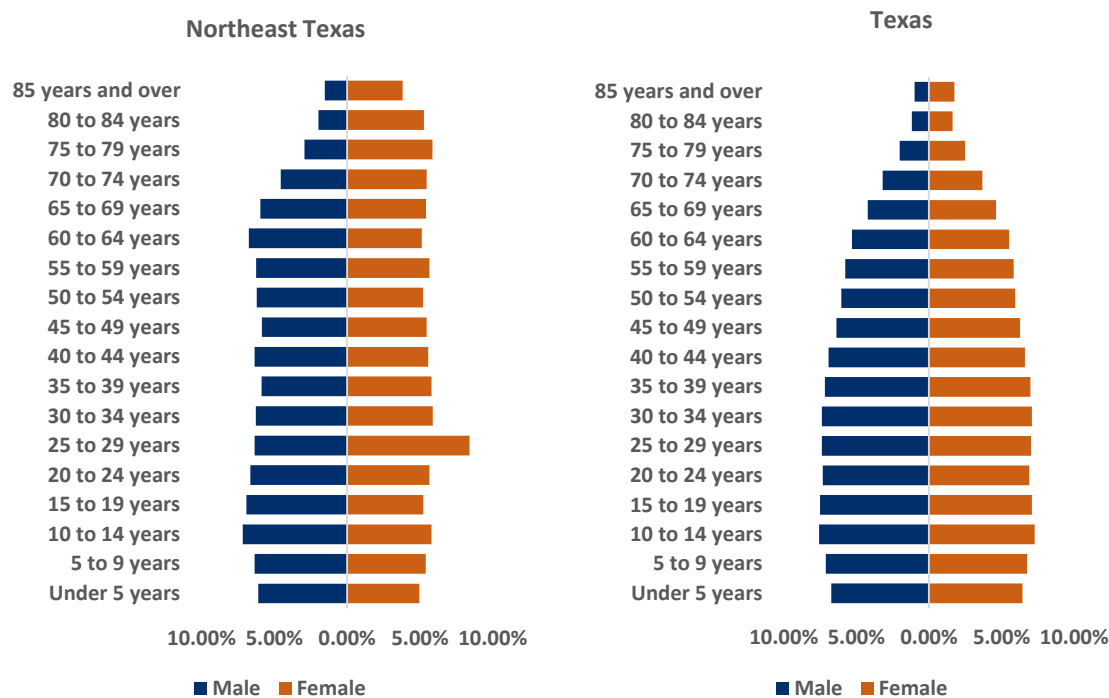 Northeast Texas
85 years and over
80 to 84 years
75 to 79 years
70 to 74 years
65 to 69 years
60 to 64 years
55 to 59 years
50 to 54 years
45 to 49 years
40 to 44 years
35 to 39 years
30 to 34 years
25 to 29 years
20 to 24 years
15 to 19 years
10 to 14 years
5 to 9 years
Under 5 years
10.00% 5.00% 0.00% 5.00% 10.00%
Male Female
Texas
85 years and over
80 to 84 years
75 to 79 years
70 to 74 years
65 to 69 years
60 to 64 years
55 to 59 years
50 to 54 years
45 to 49 years
40 to 44 years
35 to 39 years
30 to 34 years
25 to 29 years
20 to 24 years
15 to 19 years
10 to 14 years
5 to 9 years
Under 5 years
10.00% 5.00% 0.00% 5.00% 10.00%
Male Female